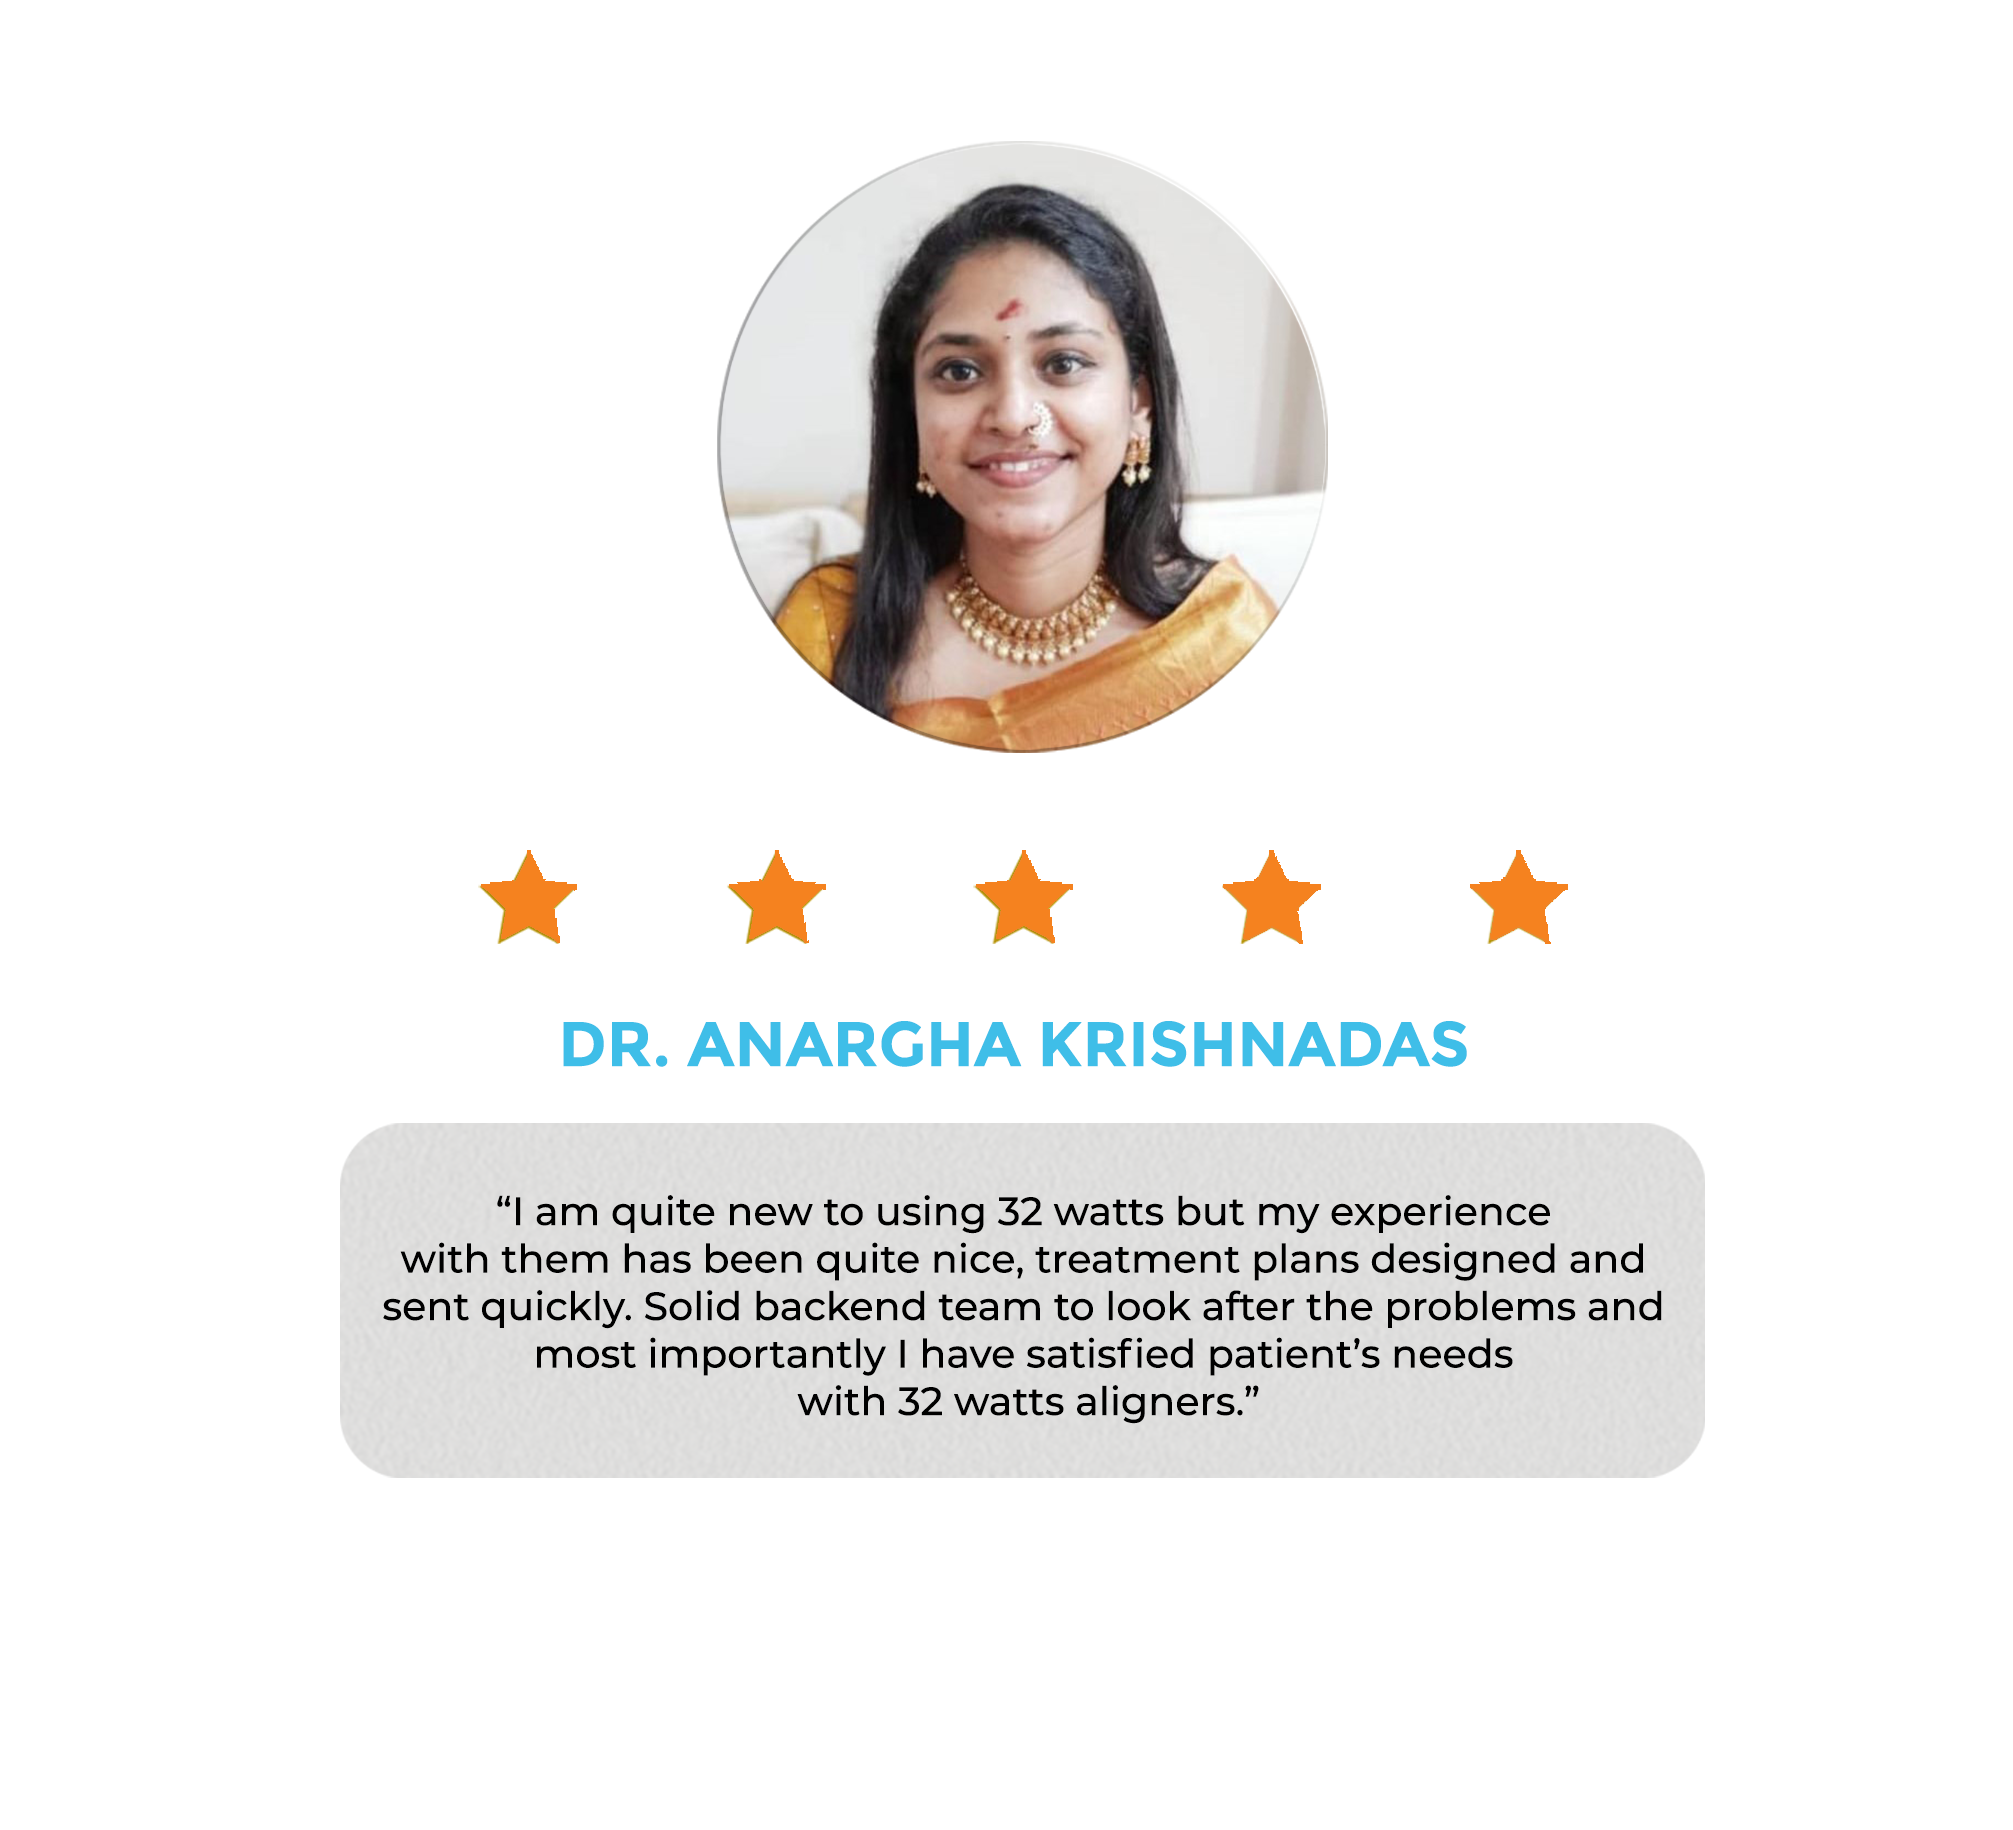 DR. ANARGHA KRISHNADAS
“I am quite new to using 32 watts but my experience
with them has been quite nice, treatment plans designed and
sent quickly. Solid backend team to look after the problems and
most importantly I have satisfied patient’s needs
with 32 watts aligners.”